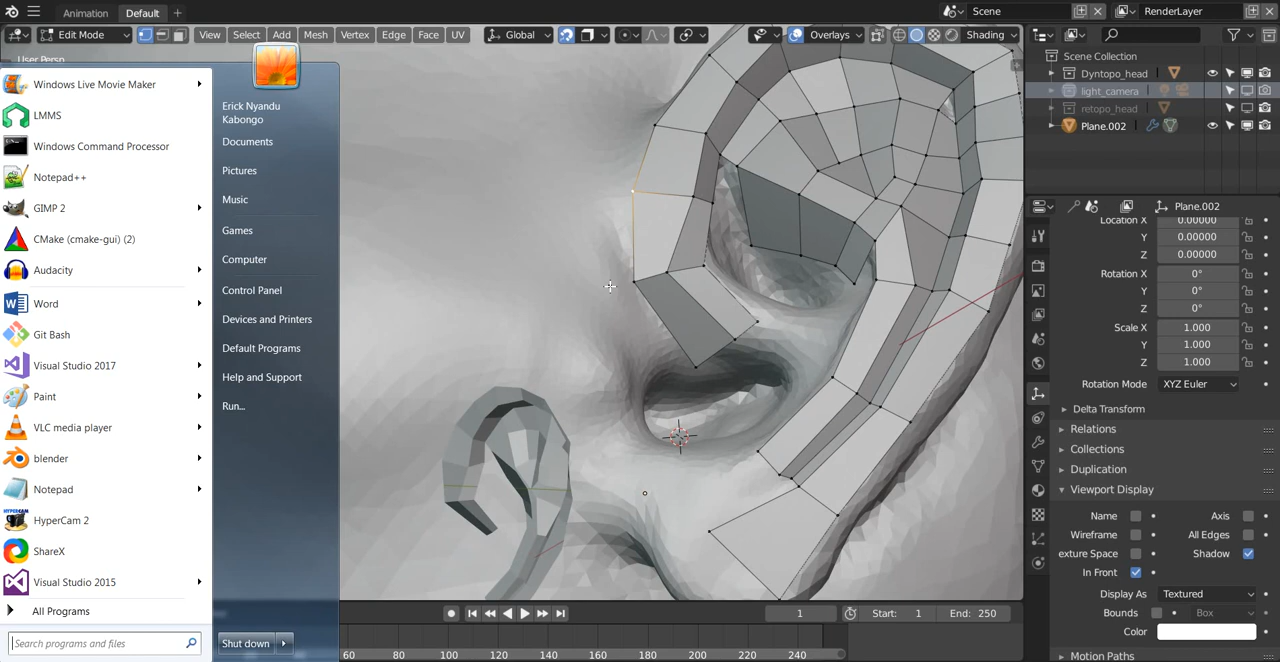 Animation
Default
Scene
RenderLayer
Edit Mode
View
Select
Add
Mesh
Vertex
Edge
Face
UV
Global
Overlays
Shading
User Persp
Windows Live Movie Maker
LMMS
Windows Command Processor
Notepad++
GIMP 2
CMake (cmake-gui) (2)
Audacity
Word
Git Bash
Visual Studio 2017
Paint
VLC media player
blender
Notepad
HyperCam 2
ShareX
Visual Studio 2015
All Programs
Search programs and files
Erick Nyandu
Kabongo
Documents
Pictures
Music
Games
Computer
Control Panel
Devices and Printers
Default Programs
Help and Support
Run...
Shut down
Scene Collection
Dyntopo_head
light_camera
retopo_head
Plane.002
Plane.002
Location X 0.00000
Y 0.00000
Z 0.00000
Rotation X 0°
Y 0°
Z 0°
Scale X 1.000
Y 1.000
Z 1.000
Rotation Mode XYZ Euler
Delta Transform
Relations
Collections
Duplication
Viewport Display
Name Axis
Wireframe All Edges
exture Space Shadow
In Front
Display As Textured
Bounds Box
Color
Motion Paths
1 Start: 1 End: 250
60 80 100 120 140 160 180 200 220 240